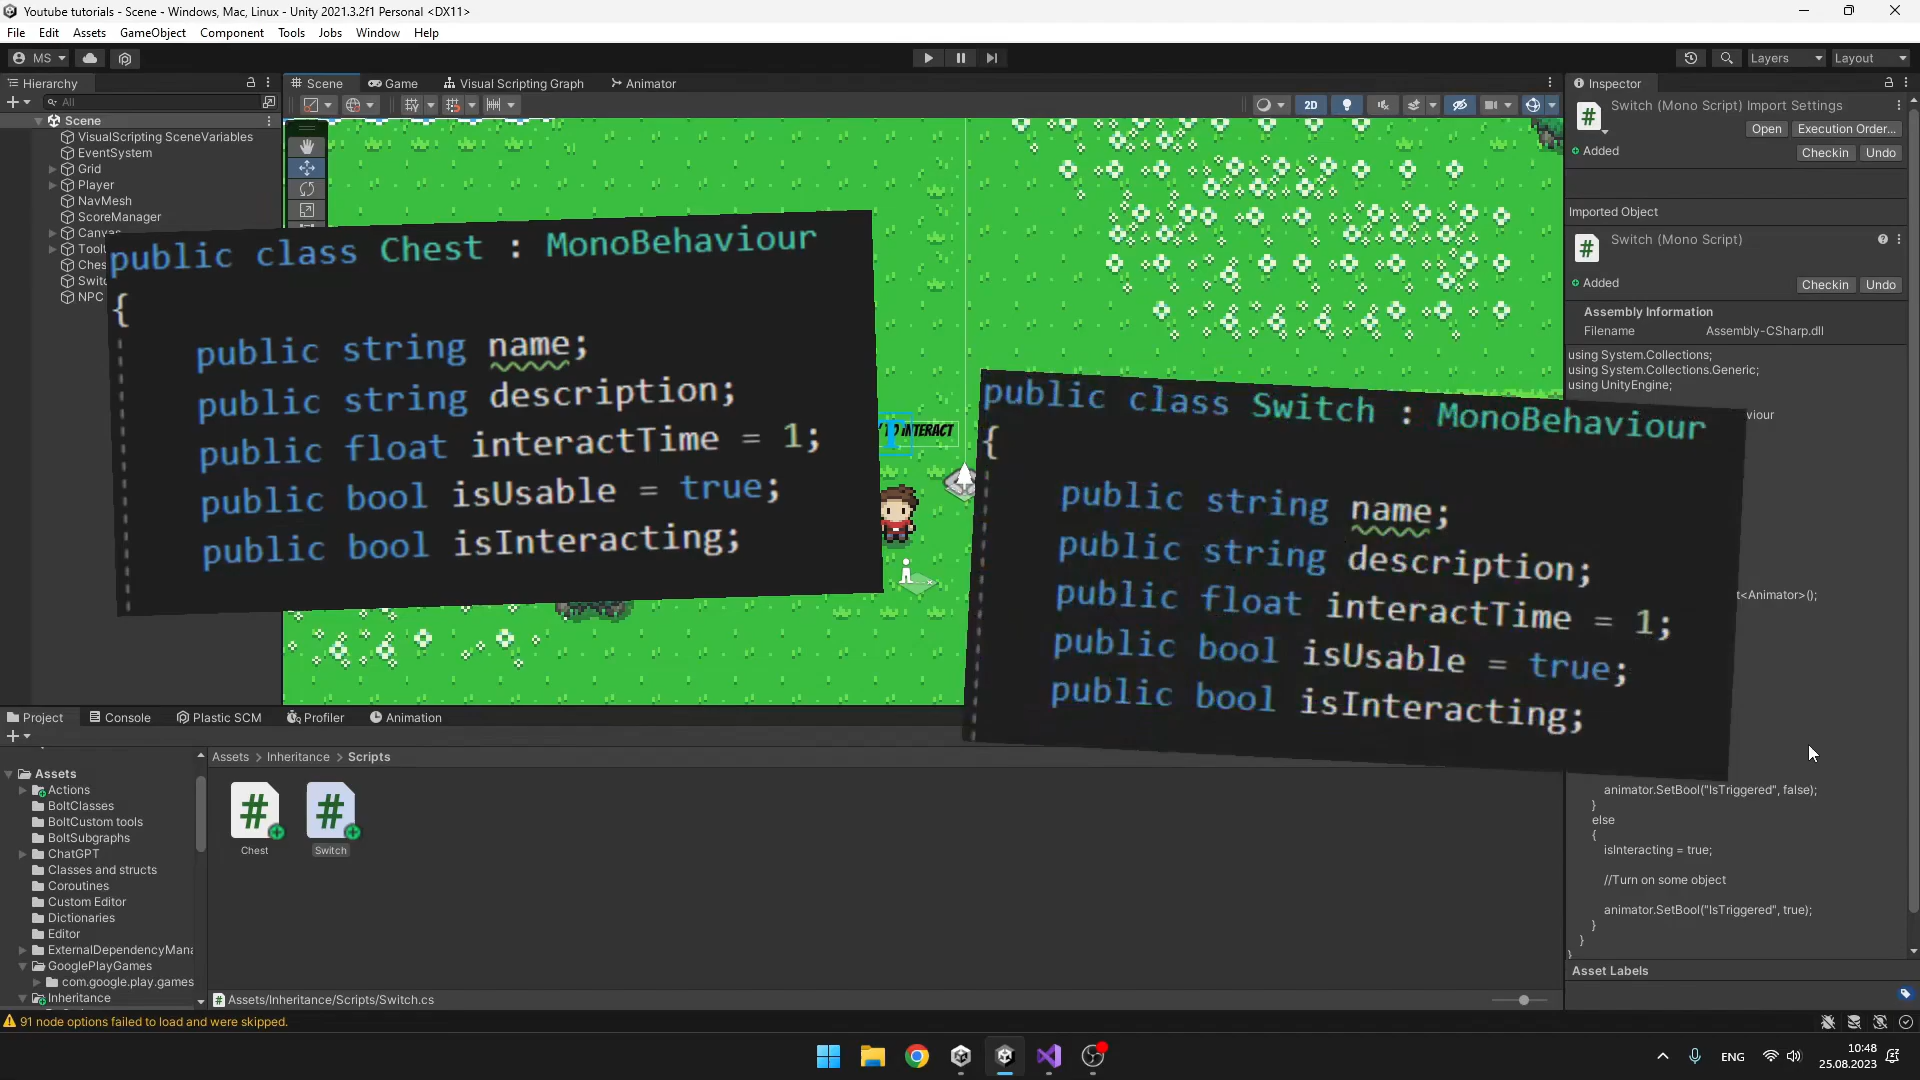 Youtube tutorials - Scene - Windows, Mac, Linux - Unity 2021.3.2f1 Personal <DX11>
File Edit Assets GameObject Component Tools Jobs Window Help
MS
Layers
Layout
Hierarchy
All
Scene
VisualScripting SceneVariables
EventSystem
Grid
Player
NavMesh
ScoreManager
NPC
Scene
Game
Visual Scripting Graph
Animator
2D
public class Chest : MonoBehaviour
{
public string name;
public string description;
public float interactTime = 1;
public bool isUsable = true;
public bool isInteracting;
TO INTERACT
public class Switch : MonoBehaviour
{
public string name;
public string description;
public float interactTime = 1;
public bool isUsable = true;
public bool isInteracting;
Inspector
Switch (Mono Script) Import Settings
Open
Execution Order...
Added
Checkin
Undo
Imported Object
Switch (Mono Script)
Added
Checkin
Undo
Assembly Information
Filename Assembly-CSharp.dll
using System.Collections;
using System.Collections.Generic;
using UnityEngine;
aviour
t<Animator>();
animator.SetBool("IsTriggered", false);
}
else
{
isInteracting = true;
//Turn on some object
animator.SetBool("IsTriggered", true);
}
}
}
Asset Labels
Project
Console
Plastic SCM
Profiler
Animation
Assets > Inheritance > Scripts
Assets
Actions
BoltClasses
BoltCustom tools
BoltSubgraphs
ChatGPT
Classes and structs
Coroutines
Custom Editor
Dictionaries
Editor
ExternalDependencyMana
GooglePlayGames
com.google.play.games
Inheritance
Chest
Switch
Assets/Inheritance/Scripts/Switch.cs
91 node options failed to load and were skipped.
ENG
10:48
25.08.2023